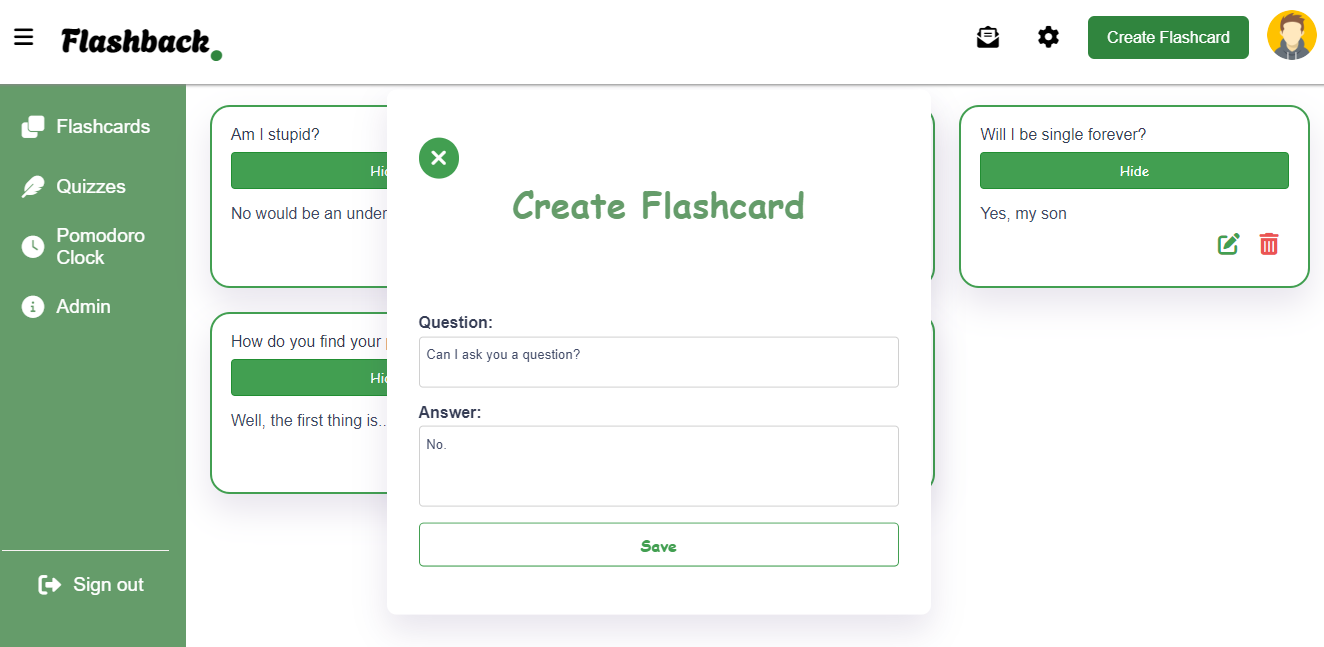 Flashback.
Create Flashcard
Flashcards
Quizzes
Pomodoro
Clock
Admin
Sign out
Am I stupid?
No would be an under
Will I be single forever?
Hide
Yes, my son
How do you find your
Well, the first thing is..
Create Flashcard
Question:
Can I ask you a question?
Answer:
No.
Save